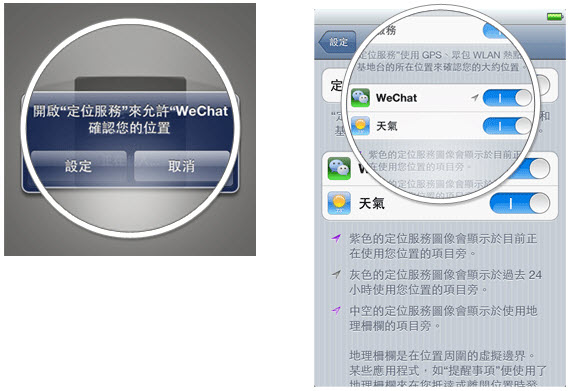 開啟“定位服務”來允許“WeChat
確認您的位置
設定
取消
設定
服務
定位服務”使用 GPS、眾包 WLAN 熱點
基地台的所在位置來確認您的大約位置
WeChat
天氣
紫色的定位服務圖像會顯示於目前正
在使用您位置的項目旁。
天氣
紫色的定位服務圖像會顯示於目前正
在使用您位置的項目旁。
灰色的定位服務圖像會顯示於過去 24
小時使用您位置的項目旁。
中空的定位服務圖像會顯示於使用地
理柵欄的項目旁。
地理柵欄是在位置周圍的虛擬邊界。
某些應用程式，如“提醒事項”便使用了
地理柵欄來在您抵達或離開位置時發